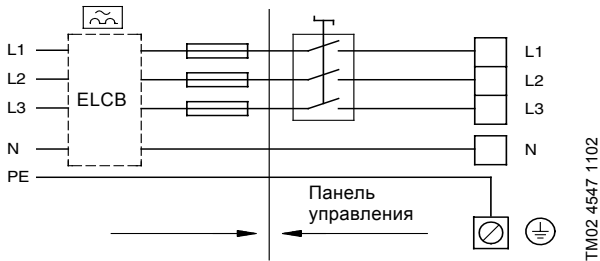 L1
L2
L3
N
PE
ELCB
L1
L2
L3
N
Панель
управления
TM02 4547 1102